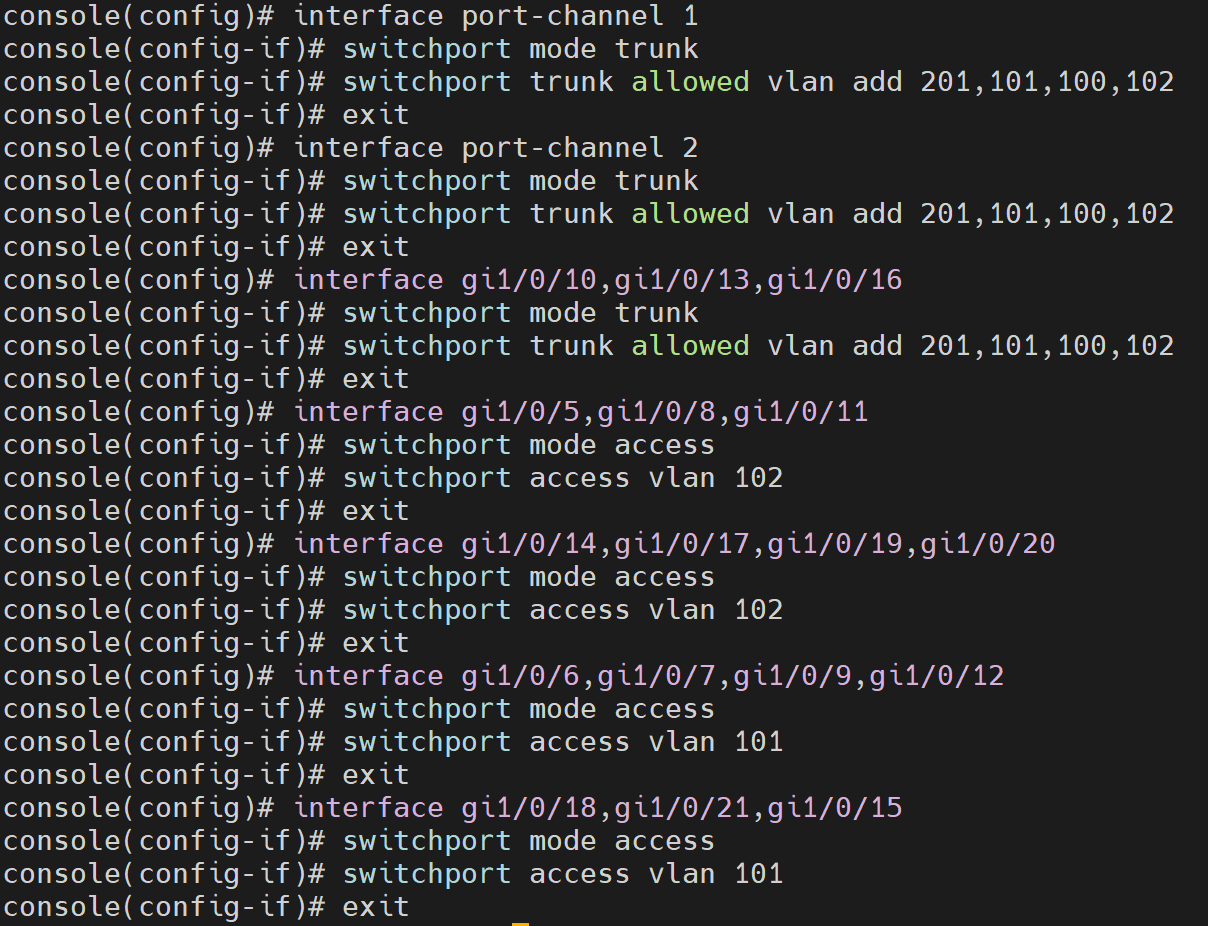 console(config)# interface port-channel 1
console(config-if)# switchport mode trunk
console(config-if)# switchport trunk allowed vlan add 201,101,100,102
console(config-if)# exit
console(config)# interface port-channel 2
console(config-if)# switchport mode trunk
console(config-if)# switchport trunk allowed vlan add 201,101,100,102
console(config-if)# exit
console(config)# interface gi1/0/10,gi1/0/13,gi1/0/16
console(config-if)# switchport mode trunk
console(config-if)# switchport trunk allowed vlan add 201,101,100,102
console(config-if)# exit
console(config)# interface gi1/0/5,gi1/0/8,gi1/0/11
console(config-if)# switchport mode access
console(config-if)# switchport access vlan 102
console(config-if)# exit
console(config)# interface gi1/0/14,gi1/0/17,gi1/0/19,gi1/0/20
console(config-if)# switchport mode access
console(config-if)# switchport access vlan 102
console(config-if)# exit
console(config)# interface gi1/0/6,gi1/0/7,gi1/0/9,gi1/0/12
console(config-if)# switchport mode access
console(config-if)# switchport access vlan 101
console(config-if)# exit
console(config)# interface gi1/0/18,gi1/0/21,gi1/0/15
console(config-if)# switchport mode access
console(config-if)# switchport access vlan 101
console(config-if)# exit